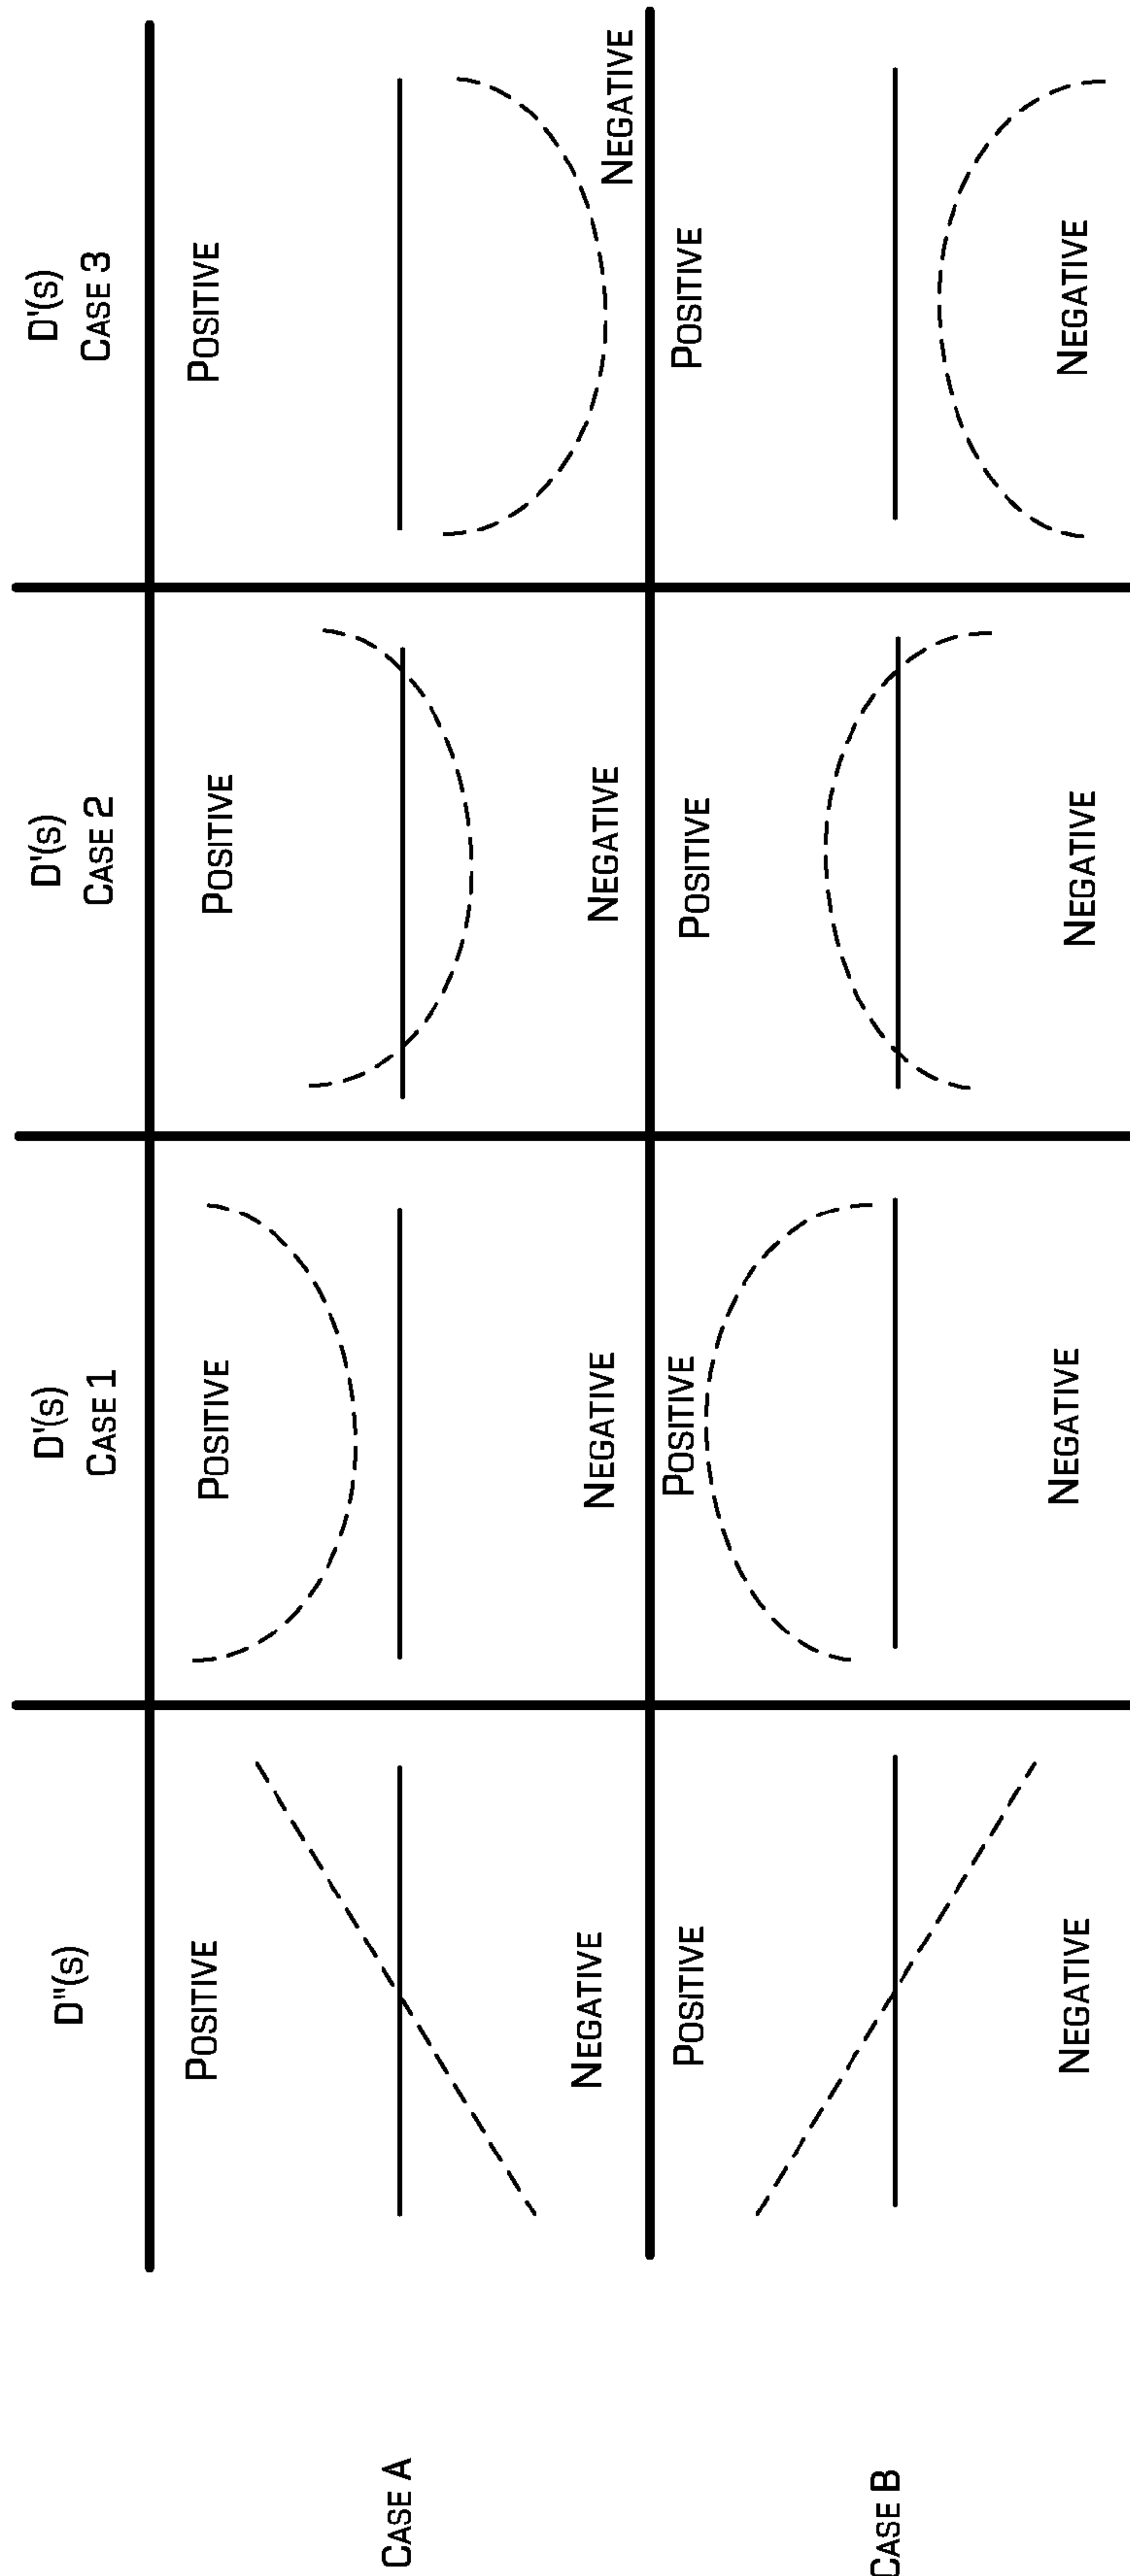 D"(s)
D'(s)
CASE 1
D'(s)
CASE 2
D'(s)
CASE 3
CASE A
POSITIVE
NEGATIVE
POSITIVE
NEGATIVE
POSITIVE
NEGATIVE
POSITIVE
NEGATIVE
CASE B
POSITIVE
NEGATIVE
POSITIVE
NEGATIVE
POSITIVE
NEGATIVE
POSITIVE
NEGATIVE